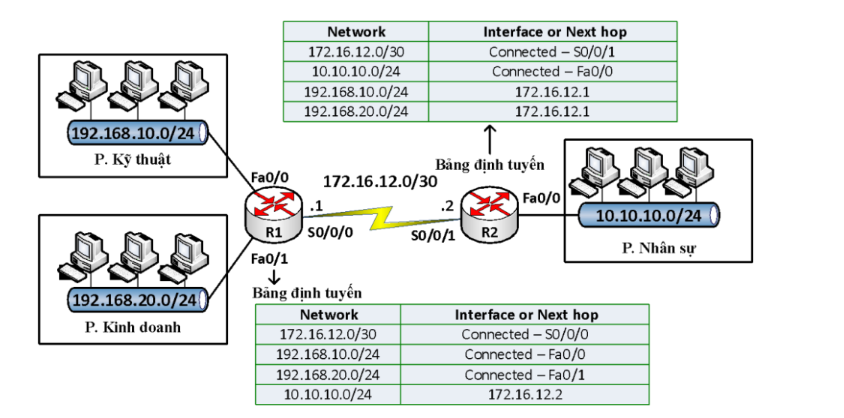 Network Interface or Next hop
172.16.12.0/30 Connected – S0/0/1
10.10.10.0/24 Connected – Fa0/0
192.168.10.0/24 172.16.12.1
192.168.20.0/24 172.16.12.1
192.168.10.0/24
P. Kỹ thuật
Bảng định tuyến
Fa0/0
172.16.12.0/30
.1
.2
Fa0/0
R1
S0/0/0
S0/0/1
R2
10.10.10.0/24
P. Nhân sự
Fa0/1
192.168.20.0/24
P. Kinh doanh
Bảng định tuyến
Network Interface or Next hop
172.16.12.0/30 Connected – S0/0/0
192.168.10.0/24 Connected – Fa0/0
192.168.20.0/24 Connected – Fa0/1
10.10.10.0/24 172.16.12.2